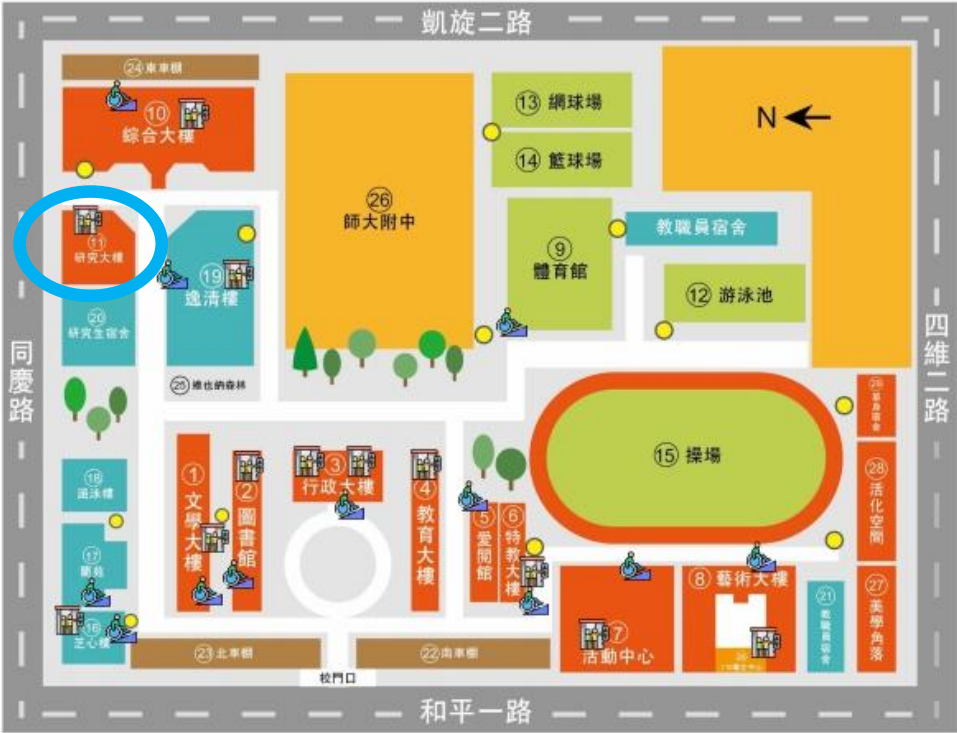 凱旋二路
24 東車棚
10
綜合大樓
13 網球場
14 籃球場
N
26
師大附中
11
研究大樓
教職員宿舍
9
體育館
19
逸清樓
12 游泳池
20
研究生宿舍
同慶路
四維二路
25 維也納森林
15 操場
28
活化空間
18
1
文學大樓
2
圖書館
3
行政大樓
4
教育大樓
5
愛閱館
6
特教大樓
17
蘭苑
8 藝術大樓
27
美學角落
21
教職員宿舍
16
芝心樓
7
活動中心
23 北車棚
22 南車棚
校門口
和平一路